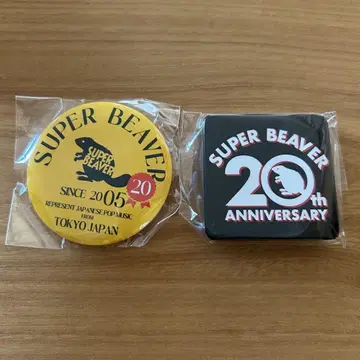 SUPER BEAVER
SUPER
BEAVER
SINCE 2005
20
REPRESENT JAPANESE POP MUSIC
FROM
TOKYO JAPAN
SUPER BEAVER
20th
ANNIVERSARY